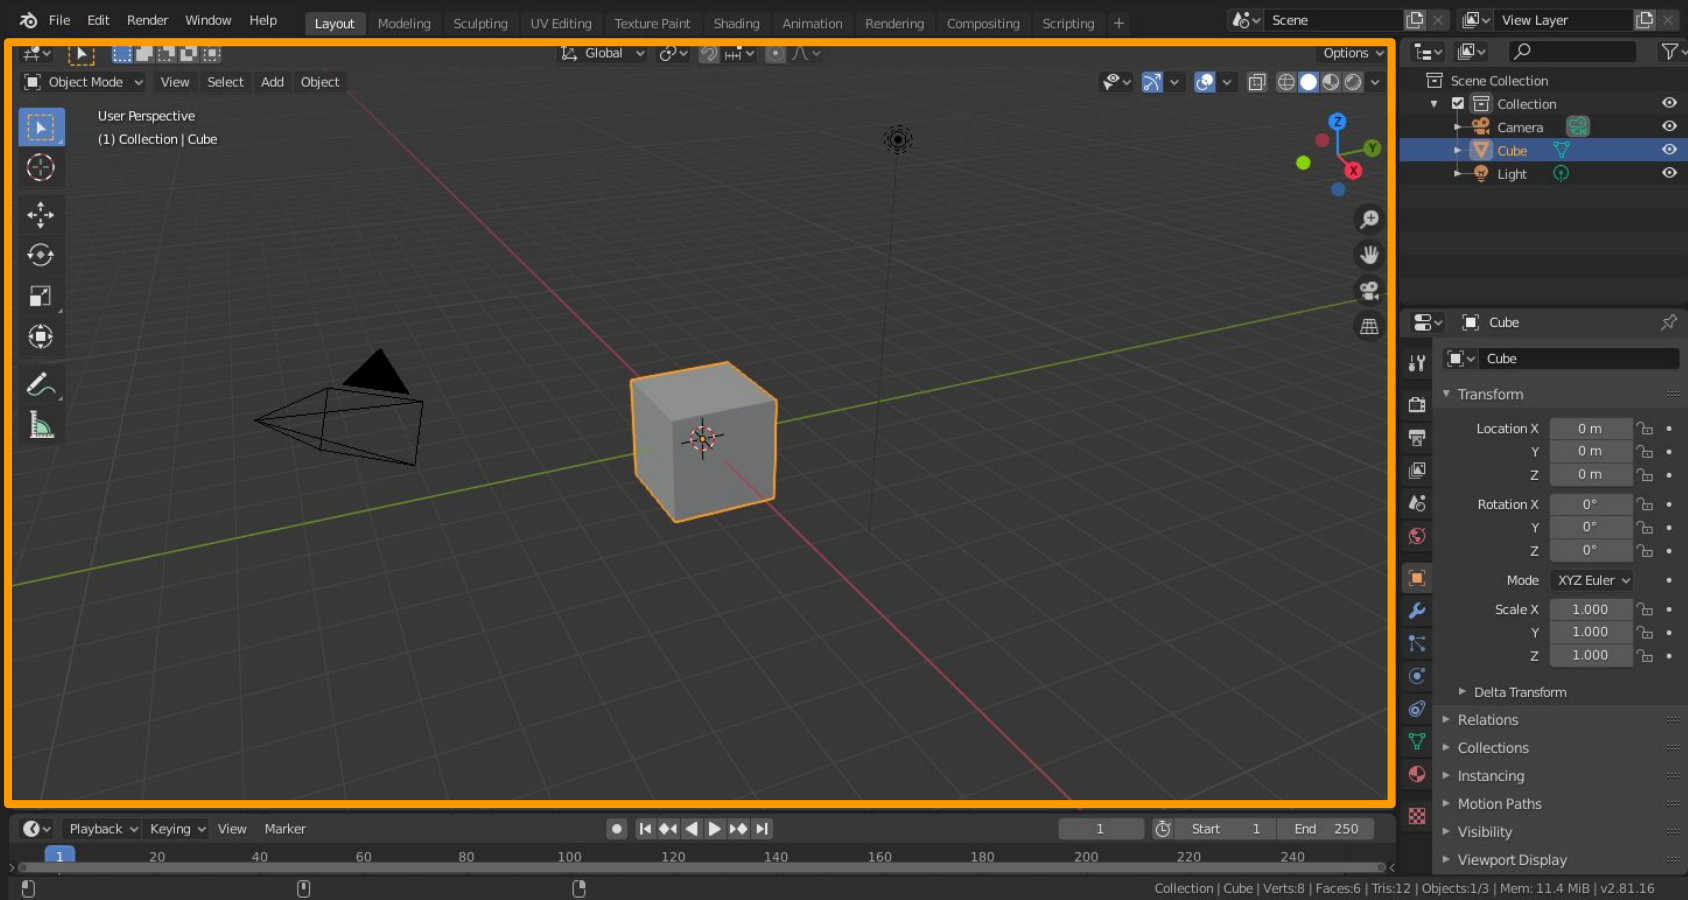 File Edit Render Window Help Layout Modeling Sculpting UV Editing Texture Paint Shading Animation Rendering Compositing Scripting + Scene View Layer
Global Options
Object Mode View Select Add Object
User Perspective
(1) Collection | Cube
Z
Y
X
Scene Collection
Collection
Camera
Cube
Light
Cube
Cube
Transform
Location X 0 m
Y 0 m
Z 0 m
Rotation X 0°
Y 0°
Z 0°
Mode XYZ Euler
Scale X 1.000
Y 1.000
Z 1.000
Delta Transform
Relations
Collections
Instancing
Motion Paths
Visibility
Viewport Display
Playback Keying View Marker 1 Start 1 End 250
1 20 40 60 80 100 120 140 160 180 200 220 240
Collection | Cube | Verts:8 | Faces:6 | Tris:12 | Objects:1/3 | Mem: 11.4 MiB | v2.81.16